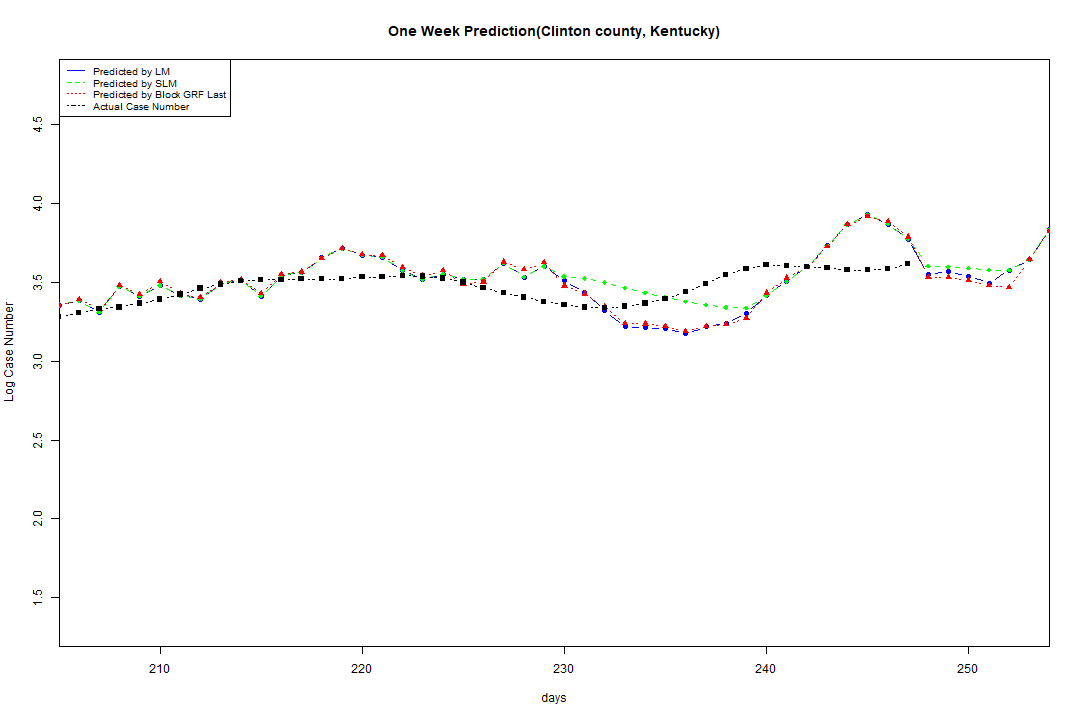 One Week Prediction(Clinton county, Kentucky)
Predicted by LM
Predicted by SLM
Predicted by Block GRF Last
Actual Case Number
4.5
4.0
3.5
3.0
2.5
2.0
1.5
Log Case Number
210 220 230 240 250
days